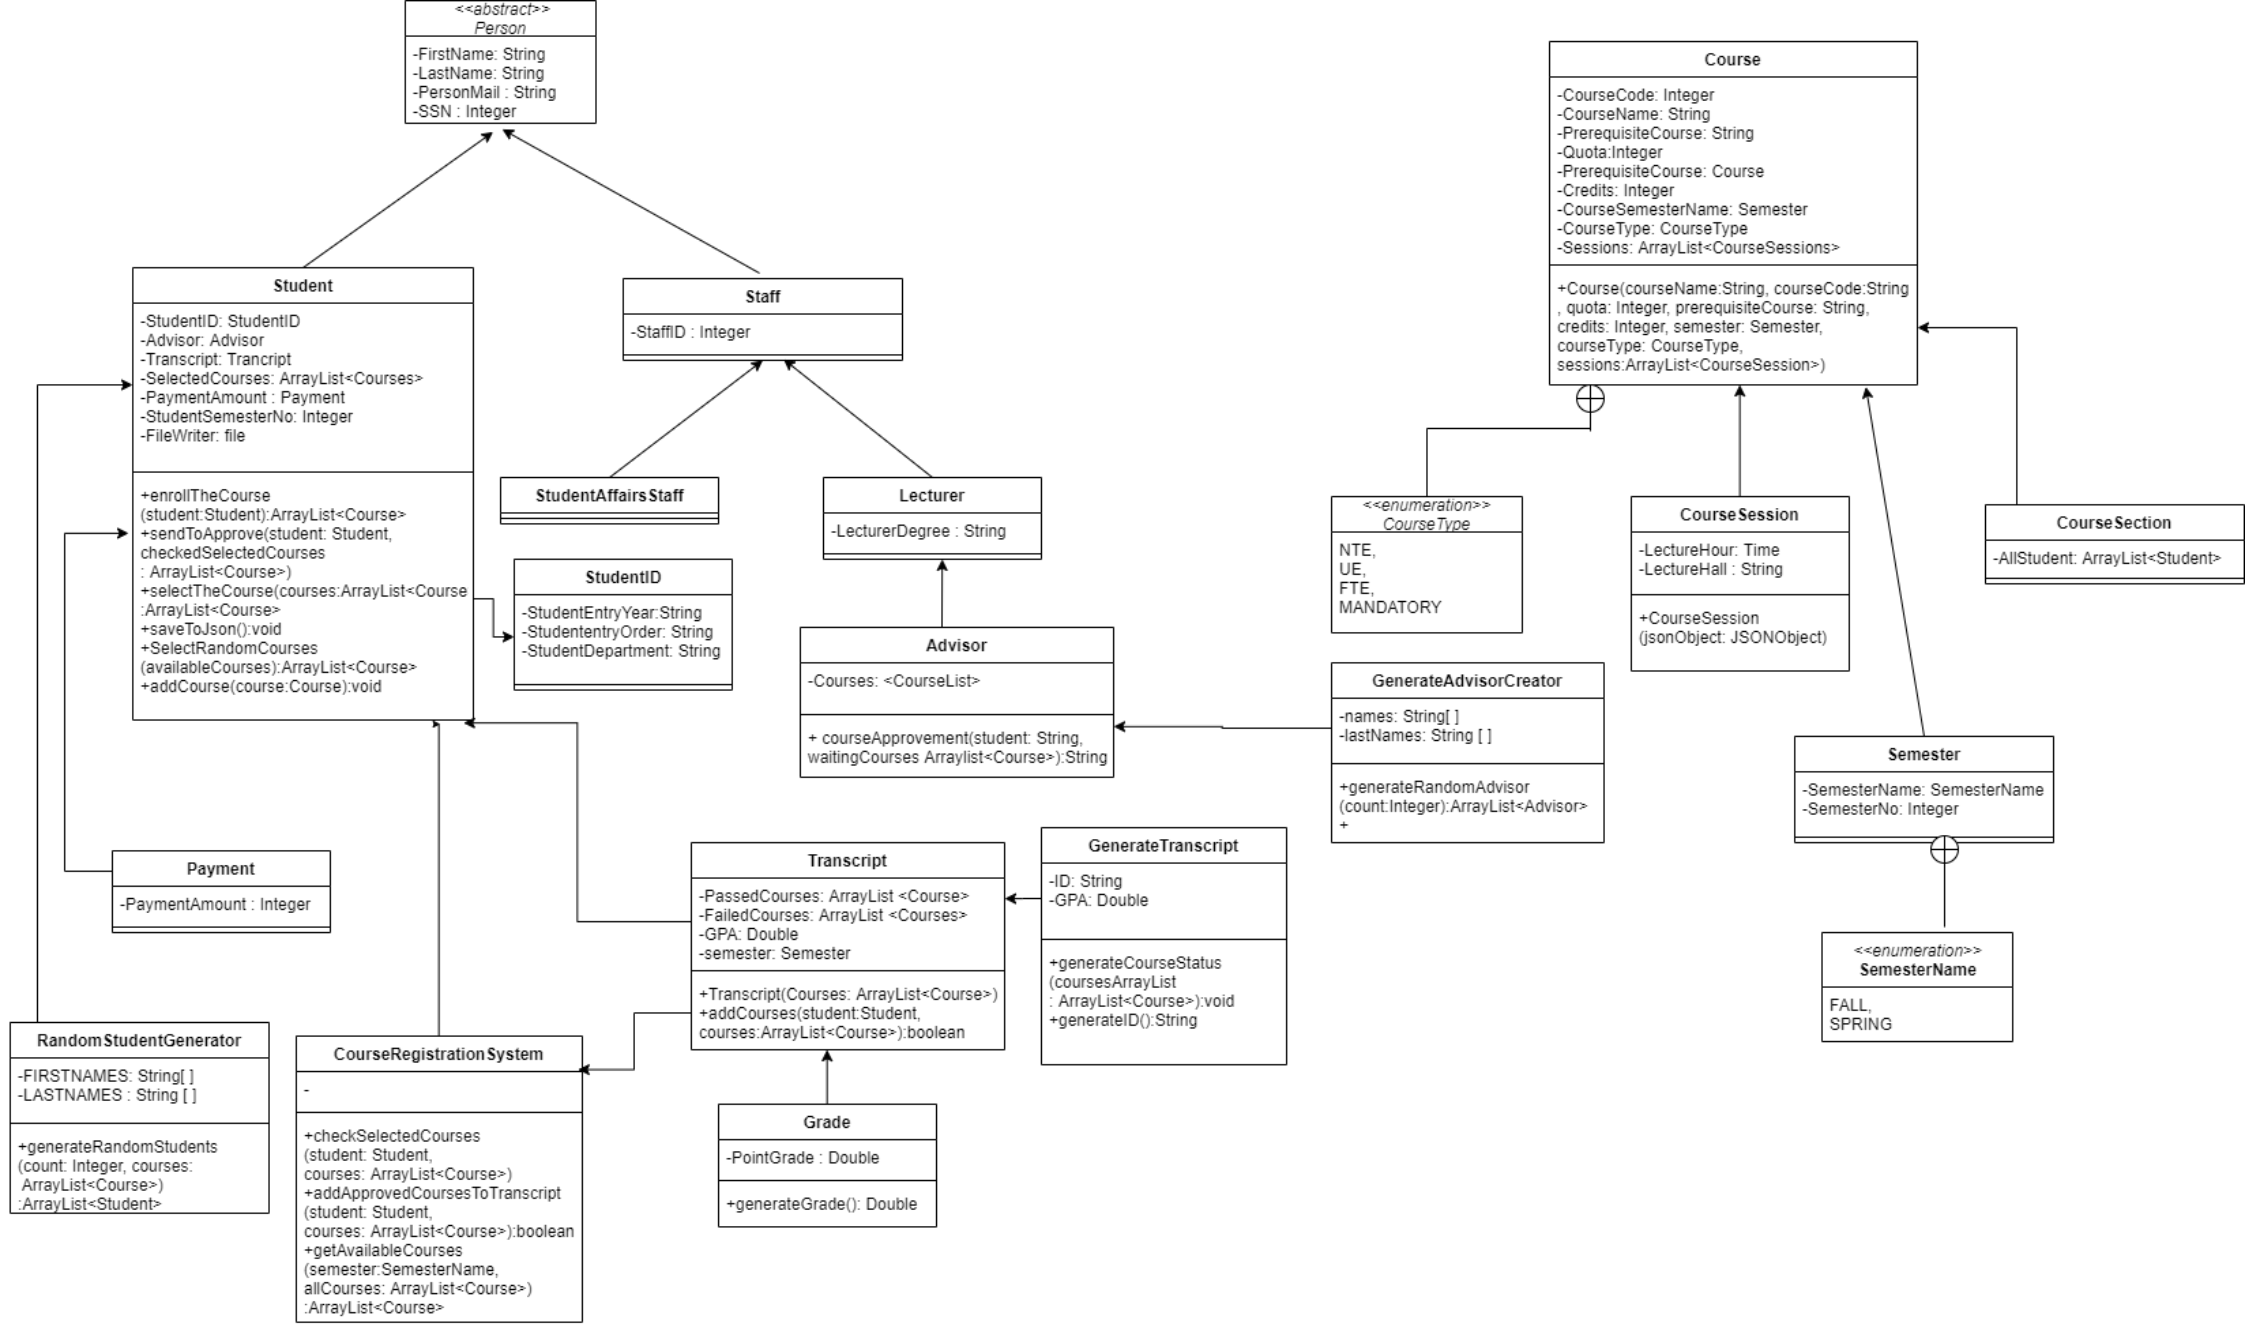 <<abstract>>
Person
-FirstName: String
-LastName: String
-PersonMail : String
-SSN : Integer
Student
-StudentID: StudentID
-Advisor: Advisor
-Transcript: Trancript
-SelectedCourses: ArrayList<Courses>
-PaymentAmount : Payment
-StudentSemesterNo: Integer
-FileWriter: file
+enrollTheCourse
(student:Student):ArrayList<Course>
+sendToApprove(student: Student,
checkedSelectedCourses
: ArrayList<Course>)
+selectTheCourse(courses:ArrayList<Course
:ArrayList<Course>
+saveToJson():void
+SelectRandomCourses
(availableCourses):ArrayList<Course>
+addCourse(course:Course):void
Staff
-StaffID : Integer
StudentAffairsStaff
Lecturer
-LecturerDegree : String
StudentID
-StudentEntryYear:String
-StudententryOrder: String
-StudentDepartment: String
Advisor
-Courses: <CourseList>
+ courseApprovement(student: String,
waitingCourses Arraylist<Course>):String
Course
-CourseCode: Integer
-CourseName: String
-PrerequisiteCourse: String
-Quota:Integer
-PrerequisiteCourse: Course
-Credits: Integer
-CourseSemesterName: Semester
-CourseType: CourseType
-Sessions: ArrayList<CourseSessions>
+Course(courseName:String, courseCode:String
, quota: Integer, prerequisiteCourse: String,
credits: Integer, semester: Semester,
courseType: CourseType,
sessions:ArrayList<CourseSession>)
<<enumeration>>
CourseType
NTE,
UE,
FTE,
MANDATORY
CourseSession
-LectureHour: Time
-LectureHall : String
+CourseSession
(jsonObject: JSONObject)
CourseSection
-AllStudent: ArrayList<Student>
GenerateAdvisorCreator
-names: String[ ]
-lastNames: String [ ]
+generateRandomAdvisor
(count:Integer):ArrayList<Advisor>
+
Semester
-SemesterName: SemesterName
-SemesterNo: Integer
<<enumeration>>
SemesterName
FALL,
SPRING
Payment
-PaymentAmount : Integer
Transcript
-PassedCourses: ArrayList <Course>
-FailedCourses: ArrayList <Courses>
-GPA: Double
-semester: Semester
+Transcript(Courses: ArrayList<Course>)
+addCourses(student:Student,
courses:ArrayList<Course>):boolean
GenerateTranscript
-ID: String
-GPA: Double
+generateCourseStatus
(coursesArrayList
: ArrayList<Course>):void
+generateID():String
RandomStudentGenerator
-FIRSTNAMES: String[ ]
-LASTNAMES : String [ ]
+generateRandomStudents
(count: Integer, courses:
ArrayList<Course>)
:ArrayList<Student>
CourseRegistrationSystem
-
+checkSelectedCourses
(student: Student,
courses: ArrayList<Course>)
+addApprovedCoursesToTranscript
(student: Student,
courses: ArrayList<Course>):boolean
+getAvailableCourses
(semester:SemesterName,
allCourses: ArrayList<Course>)
:ArrayList<Course>
Grade
-PointGrade : Double
+generateGrade(): Double